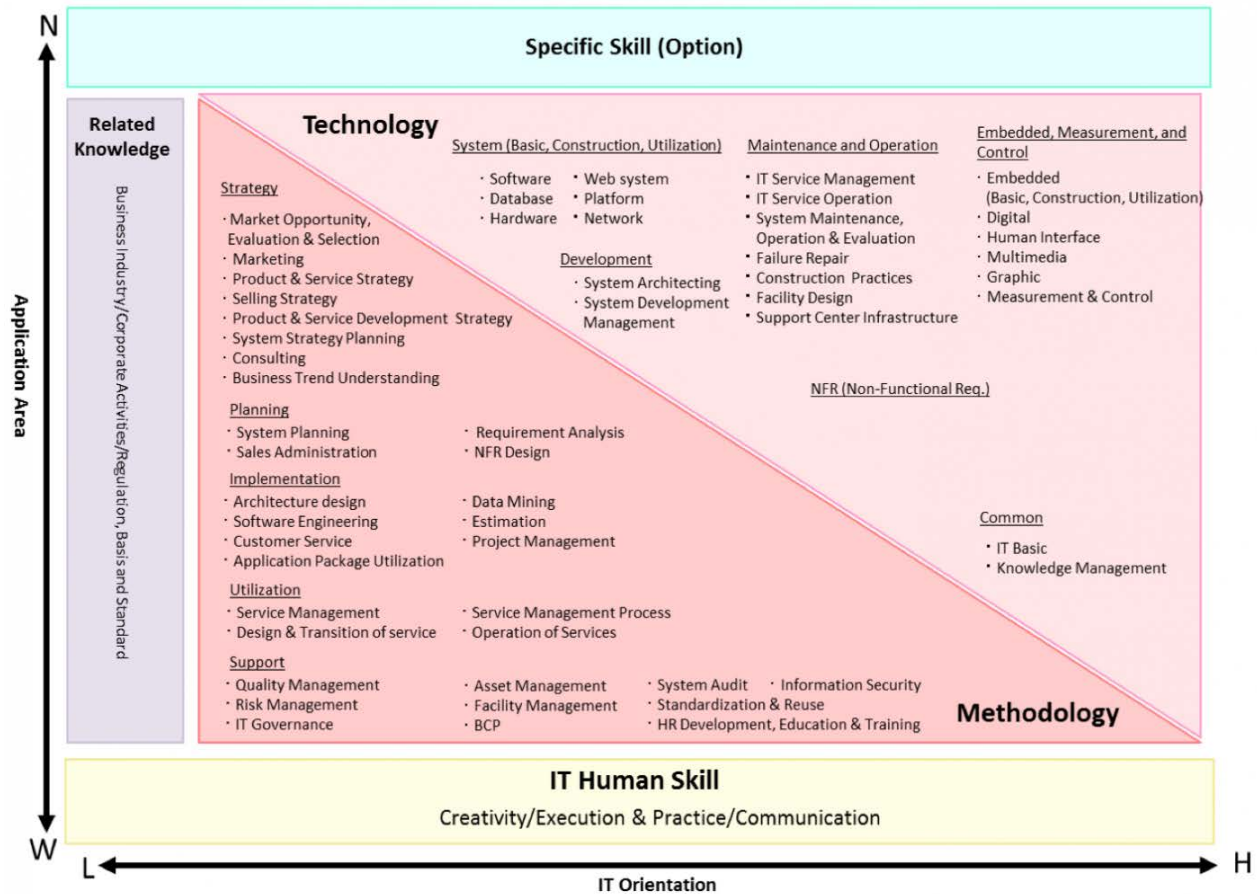 N
Specific Skill (Option)
Related
Knowledge
Business Industry/Corporate Activities/Regulation, Basis and Standard
Technology
System (Basic, Construction, Utilization)
· Software
· Database
· Hardware
▪ Web system
▪ Platform
▪ Network
Development
· System Architecting
· System Development
Management
Maintenance and Operation
▪ IT Service Management
▪ IT Service Operation
▪ System Maintenance,
Operation & Evaluation
▪ Failure Repair
▪ Construction Practices
▪ Facility Design
▪ Support Center Infrastructure
Embedded, Measurement, and
Control
· Embedded
(Basic, Construction, Utilization)
· Digital
· Human Interface
· Multimedia
· Graphic
· Measurement & Control
NFR (Non-Functional Req.)
Common
▪ IT Basic
▪ Knowledge Management
Strategy
· Market Opportunity,
Evaluation & Selection
· Marketing
· Product & Service Strategy
· Selling Strategy
· Product & Service Development Strategy
· System Strategy Planning
· Consulting
· Business Trend Understanding
Planning
· System Planning
· Sales Administration
· Requirement Analysis
· NFR Design
Implementation
· Architecture design
· Software Engineering
· Customer Service
· Application Package Utilization
· Data Mining
· Estimation
· Project Management
Utilization
· Service Management
· Design & Transition of service
· Service Management Process
· Operation of Services
Support
· Quality Management
· Risk Management
· IT Governance
· Asset Management
· Facility Management
· BCP
· System Audit
· Information Security
· Standardization & Reuse
· HR Development, Education & Training
Methodology
IT Human Skill
Creativity/Execution & Practice/Communication
Application Area
W
L
IT Orientation
H